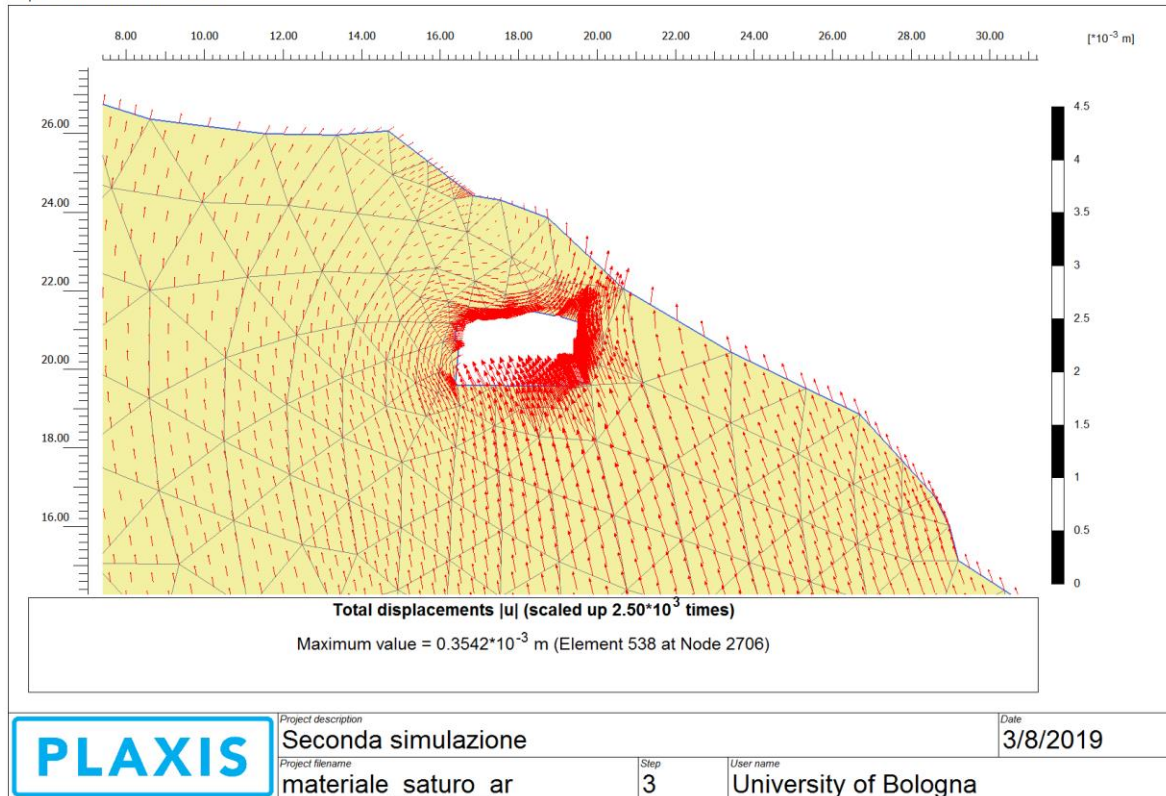 8.00 10.00 12.00 14.00 16.00 18.00 20.00 22.00 24.00 26.00 28.00 30.00
[*10-3 m]
26.00
24.00
22.00
20.00
18.00
16.00
4.5
4
3.5
3
2.5
2
1.5
1
0.5
0
Total displacements |u| (scaled up 2.50*103 times)
Maximum value = 0.3542*10-3 m (Element 538 at Node 2706)
PLAXIS
Project description
Seconda simulazione
Date
3/8/2019
Project filename
materiale saturo ar
Step
3
User name
University of Bologna